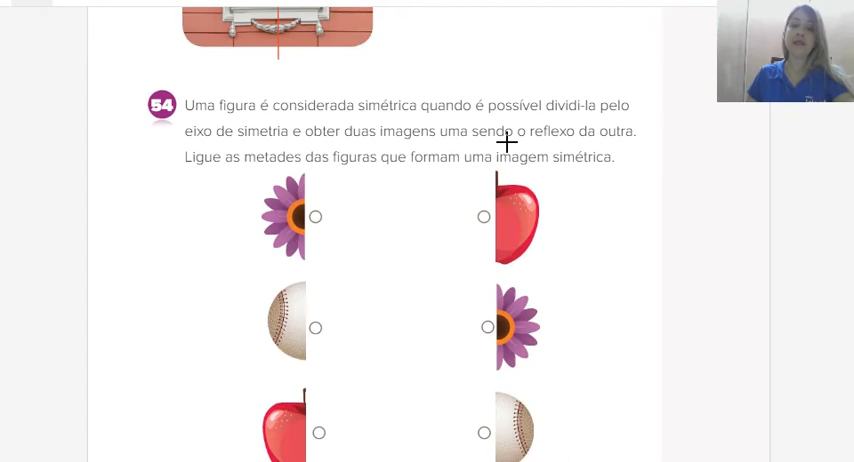 54 Uma figura é considerada simétrica quando é possível dividi-la pelo
eixo de simetria e obter duas imagens uma sendo o reflexo da outra.
Ligue as metades das figuras que formam uma imagem simétrica.